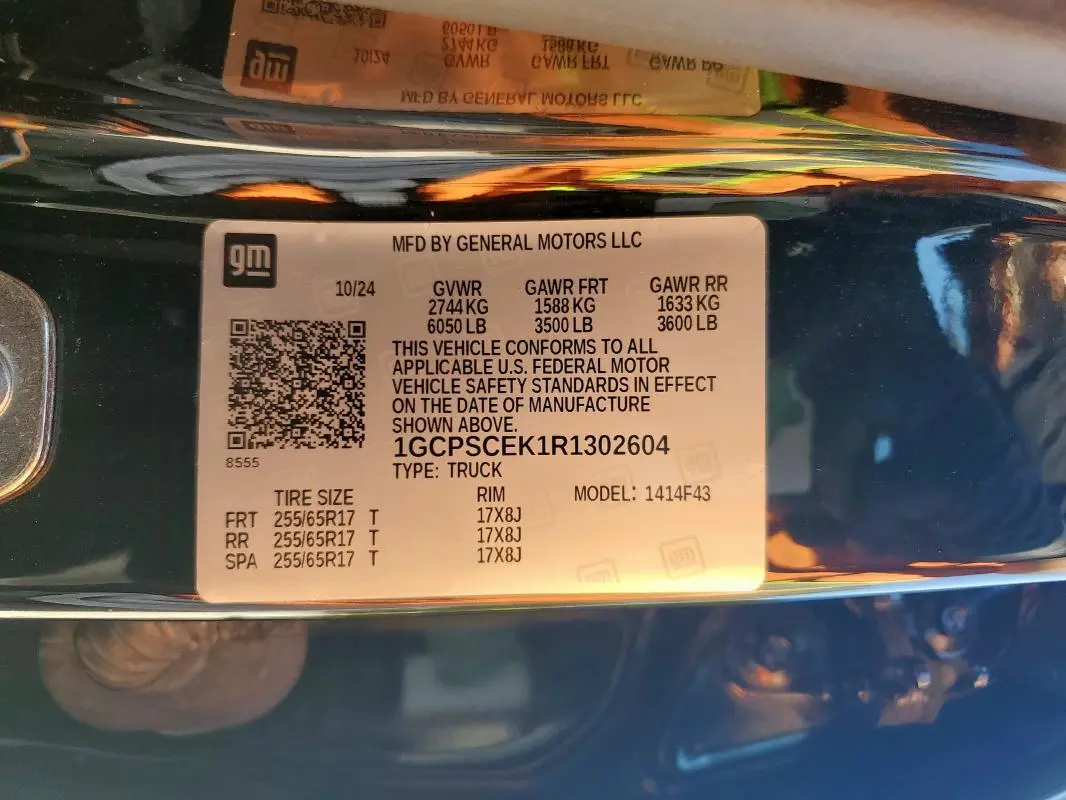 gm
MFD BY GENERAL MOTORS LLC
10/24
GVWR GAWR FRT GAWR RR
2744 KG 1588 KG 1633 KG
6050 LB 3500 LB 3600 LB
THIS VEHICLE CONFORMS TO ALL
APPLICABLE U.S. FEDERAL MOTOR
VEHICLE SAFETY STANDARDS IN EFFECT
ON THE DATE OF MANUFACTURE
SHOWN ABOVE.
8555
1GCPSCEK1R1302604
TYPE: TRUCK
TIRE SIZE RIM MODEL: 1414F43
FRT 255/65R17 T 17X8J
RR 255/65R17 T 17X8J
SPA 255/65R17 T 17X8J